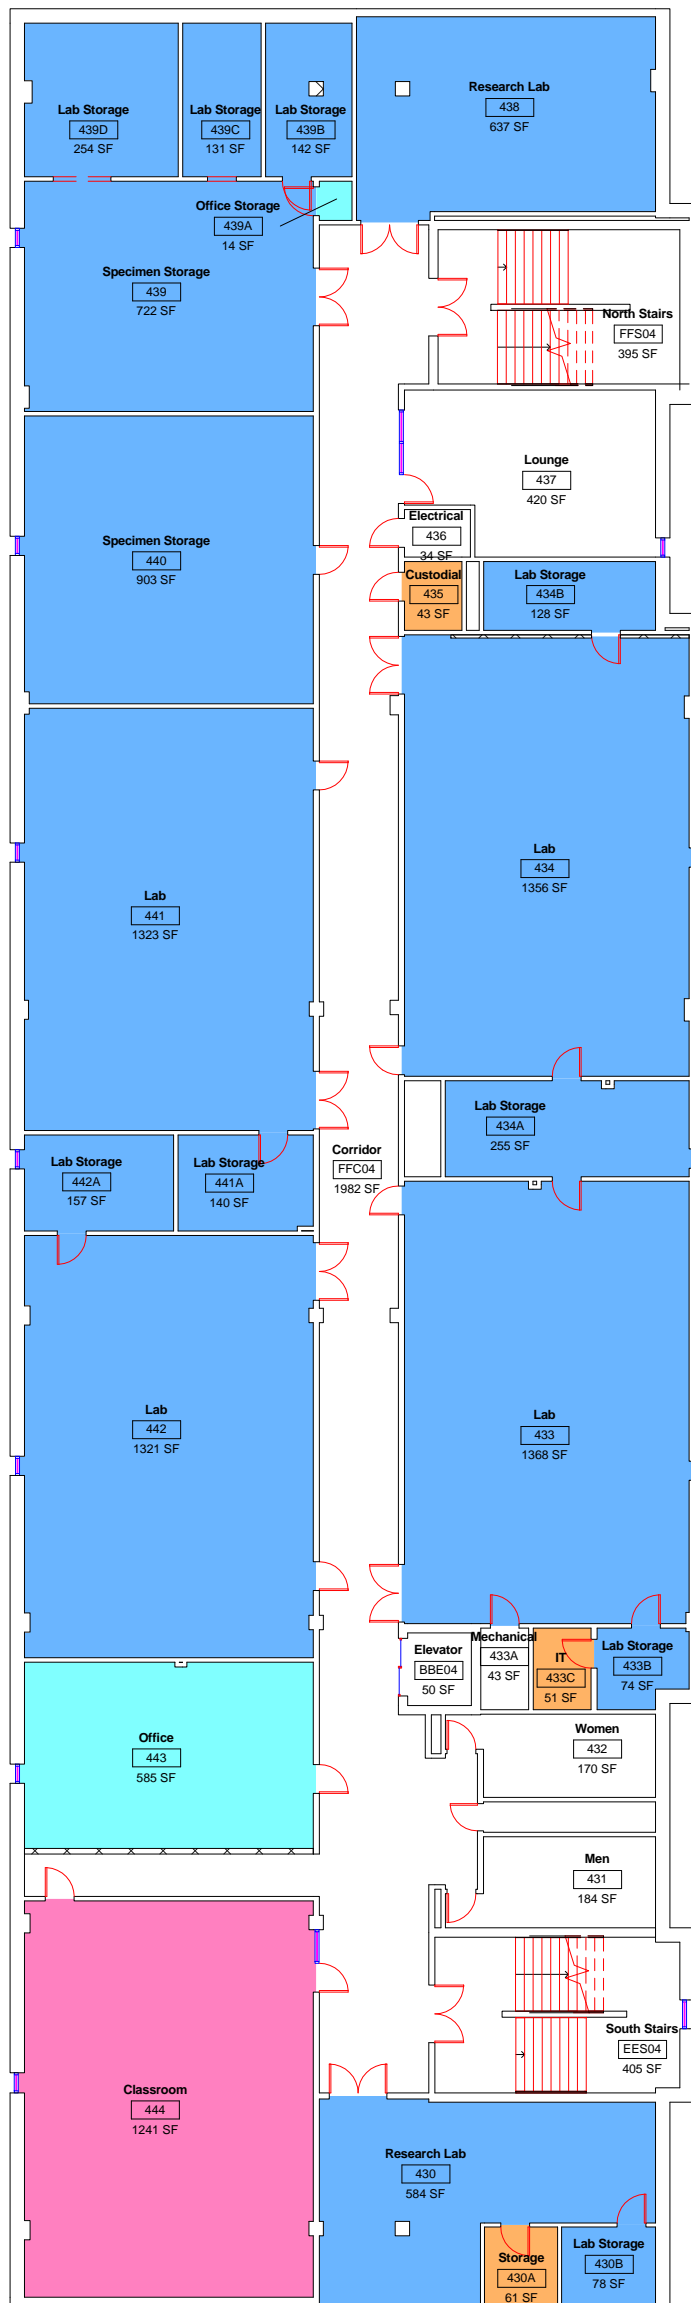 Research Lab
438
637 SF
Lab Storage
439D
254 SF
Lab Storage
439C
131 SF
Lab Storage
439B
142 SF
Office Storage
439A
14 SF
Specimen Storage
439
722 SF
North Stairs
FFS04
395 SF
Lounge
437
420 SF
Electrical
436
34 SF
Specimen Storage
440
903 SF
Custodial
435
43 SF
Lab Storage
434B
128 SF
Lab
434
1356 SF
Lab
441
1323 SF
Lab Storage
434A
255 SF
Corridor
FFC04
1982 SF
Lab Storage
442A
157 SF
Lab Storage
441A
140 SF
Lab
442
1321 SF
Lab
433
1368 SF
Elevator
BBE04
50 SF
Mechanical
433A
43 SF
IT
433C
51 SF
Lab Storage
433B
74 SF
Women
432
170 SF
Office
443
585 SF
Men
431
184 SF
South Stairs
EES04
405 SF
Classroom
444
1241 SF
Research Lab
430
584 SF
Storage
430A
61 SF
Lab Storage
430B
78 SF